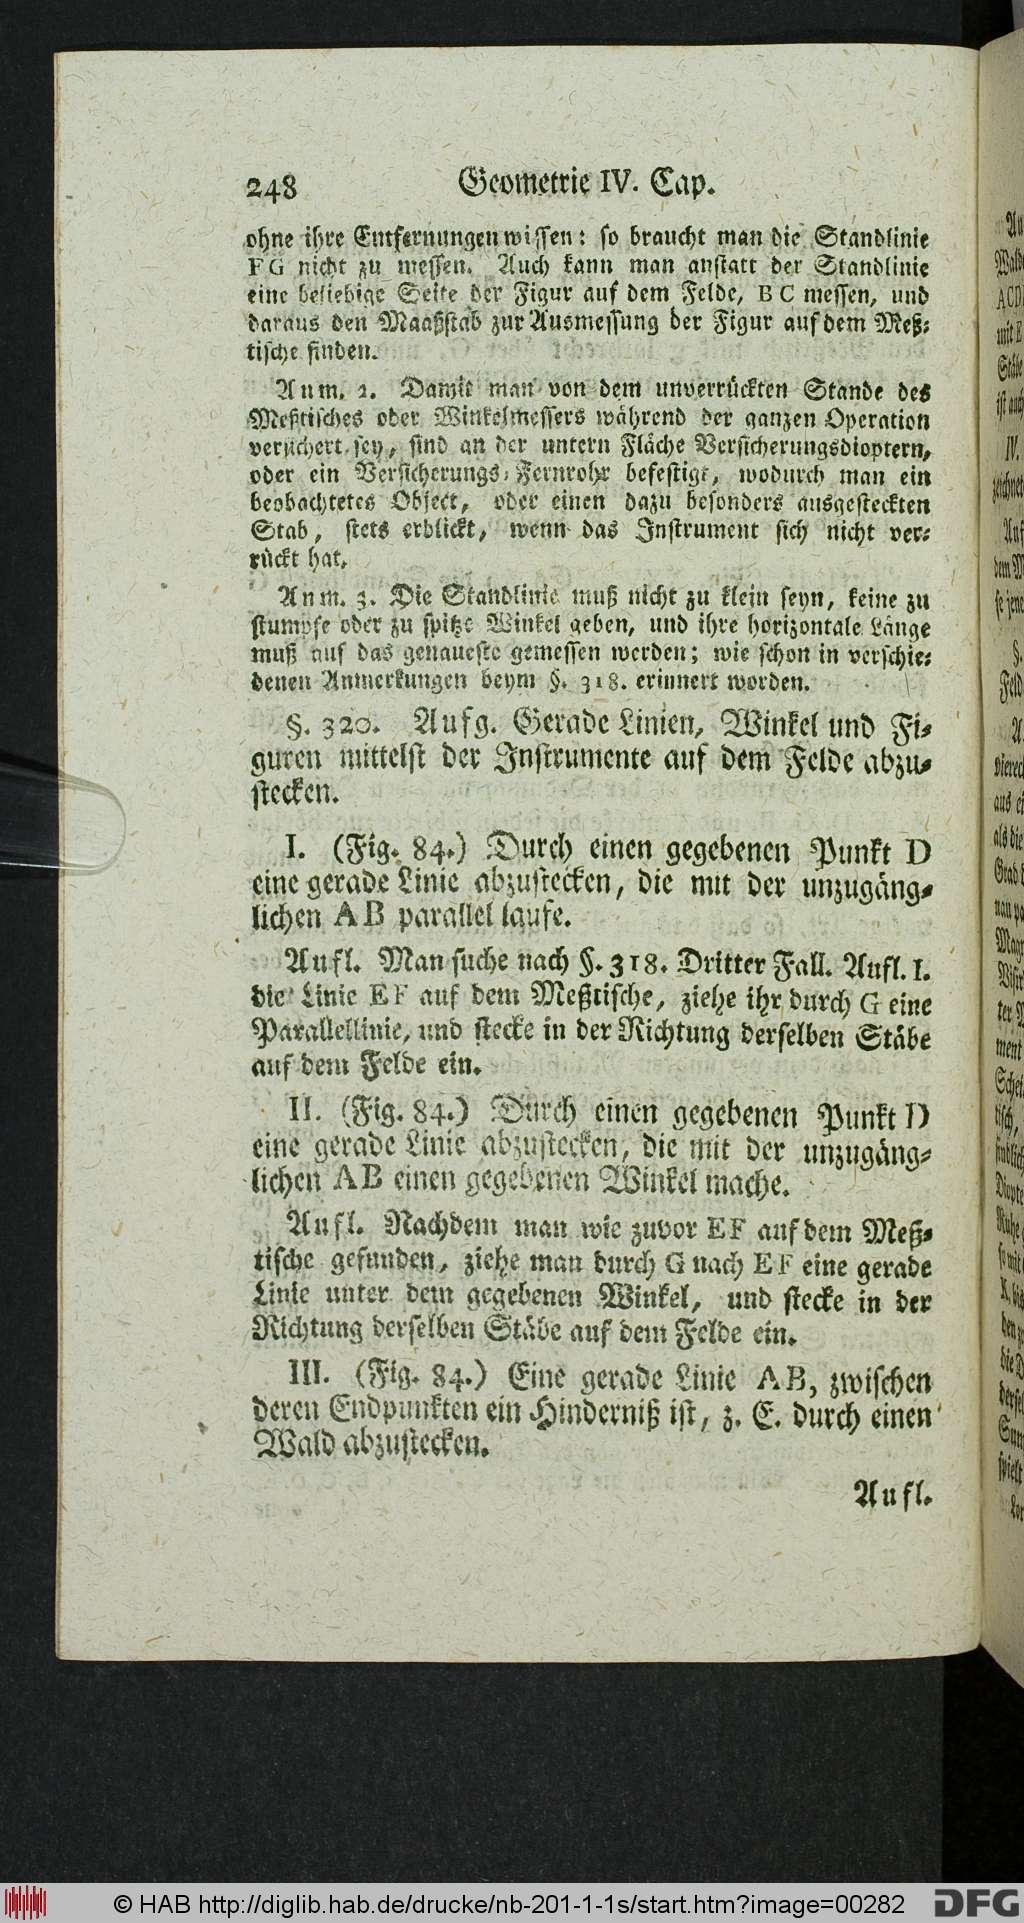 248 Geometrie IV. Cap.
ohne ihre Entfernungen wissen: so braucht man die Standlinie
FG nicht zu messen. Auch kann man anstatt der Standlinie
eine beliebige Seite der Figur auf dem Felde, BC messen, und
daraus den Maaßstab zur Ausmessung der Figur auf dem Meß-
tische finden.
Anm. 2. Damit man von dem unverrückten Stande des
Meßtisches oder Winkelmessers während der ganzen Operation
versichert sey, sind an der untern Fläche Versicherungsdioptern,
oder ein Versicherungs-Fernrohr befestigt, wodurch man ein
beobachtetes Object, oder einen dazu besonders ausgesteckten
Stab, stets erblickt, wenn das Instrument sich nicht ver-
rückt hat.
Anm. 3. Die Standlinie muß nicht zu klein seyn, keine zu
stumpfe oder zu spitze Winkel geben, und ihre horizontale Länge
muß auf das genaueste gemessen werden; wie schon in verschie-
denen Anmerkungen beym §. 318. erinnert worden.
§. 320. Aufg. Gerade Linien, Winkel und Fi-
guren mittelst der Instrumente auf dem Felde abzu-
stecken.
I. (Fig. 84.) Durch einen gegebenen Punkt D
eine gerade Linie abzustecken, die mit der unzugäng-
lichen AB parallel laufe.
Aufl. Man suche nach §. 318. Dritter Fall. Aufl. 1.
die Linie EF auf dem Meßtische, ziehe ihr durch G eine
Parallellinie, und stecke in der Richtung derselben Stäbe
auf dem Felde ein.
II. (Fig. 84.) Durch einen gegebenen Punkt D
eine gerade Linie abzustecken, die mit der unzugäng-
lichen AB einen gegebenen Winkel mache.
Aufl. Nachdem man wie zuvor EF auf dem Meß-
tische gefunden, ziehe man durch G nach EF eine gerade
Linie unter dem gegebenen Winkel, und stecke in der
Richtung derselben Stäbe auf dem Felde ein.
III. (Fig. 84.) Eine gerade Linie AB, zwischen
deren Endpunkten ein Hinderniß ist, z. E. durch einen
Wald abzustecken.
Aufl.
© HAB http://diglib.hab.de/drucke/nb-201-1-1s/start.htm?image=00282
DFG